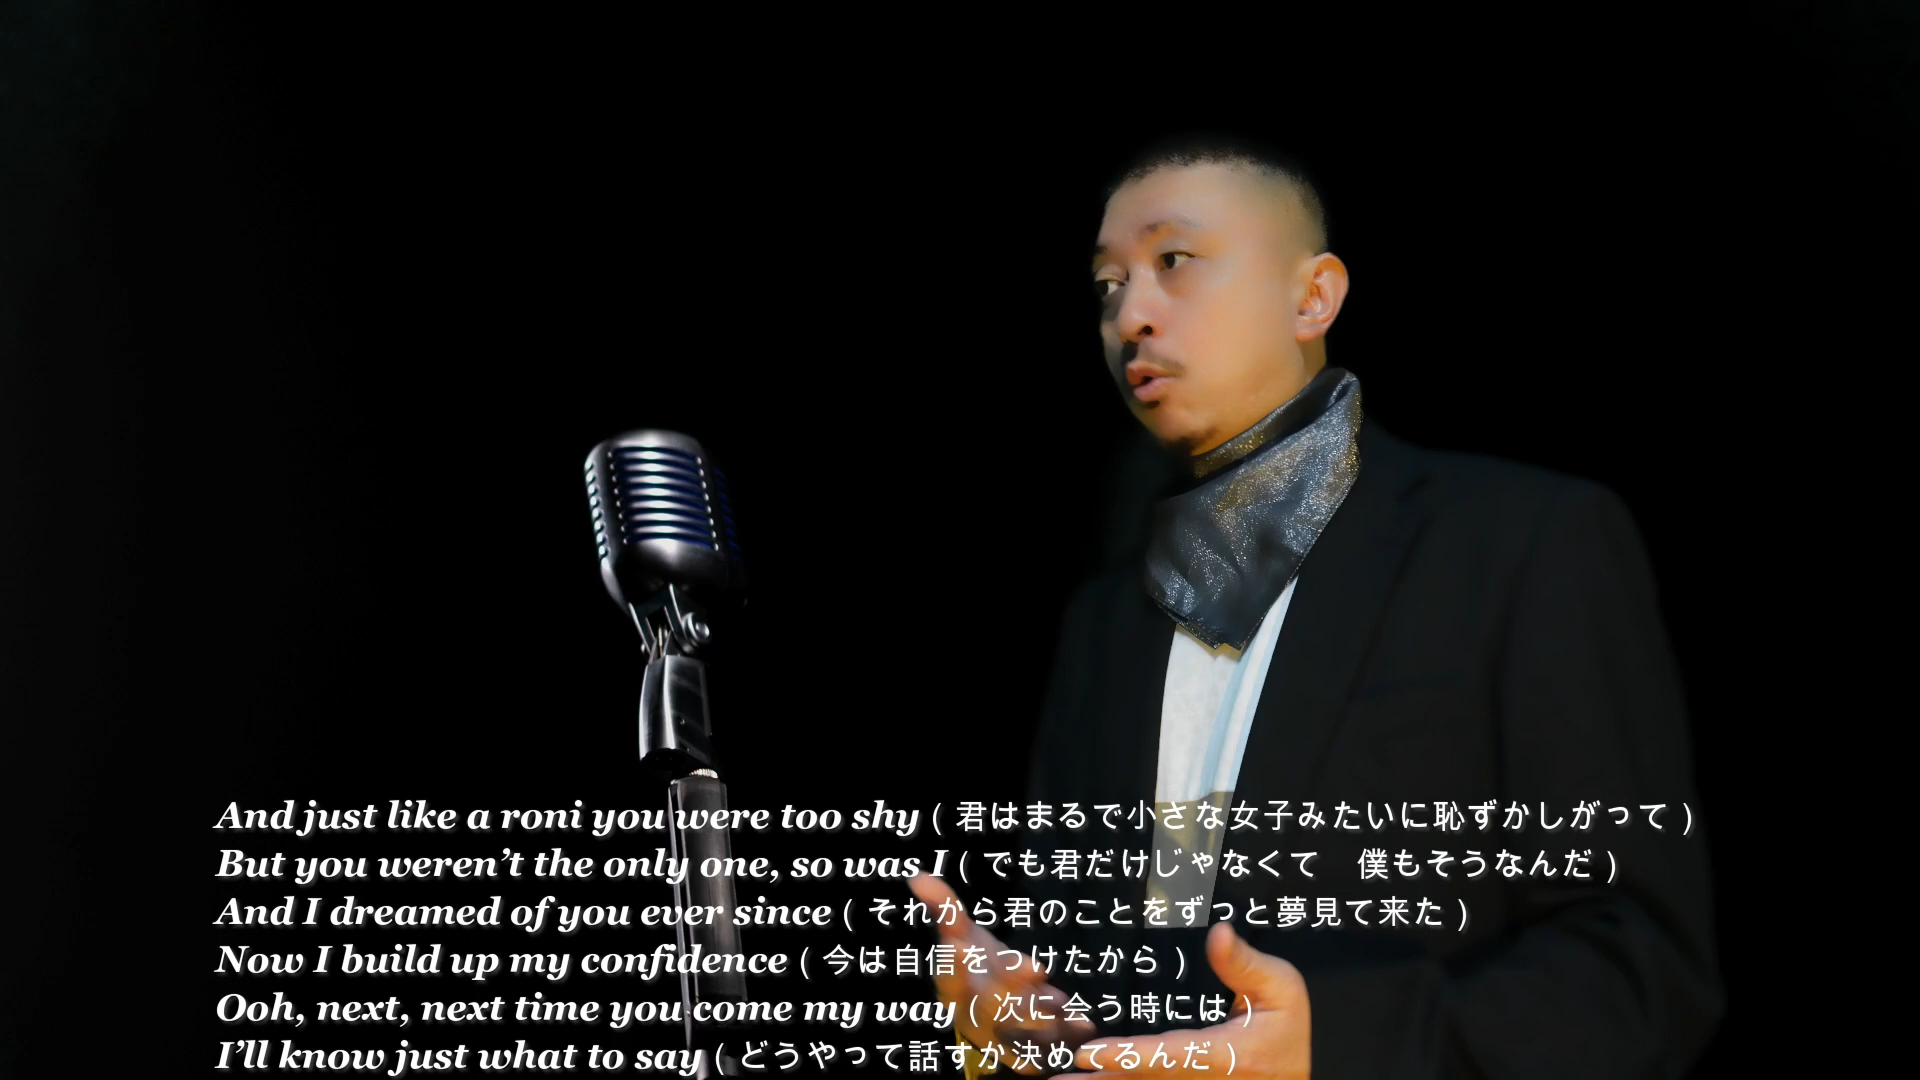 And just like a roni you were too shy ( 君はまるで小さな女子みたいに恥ずかしがって )
But you weren’t the only one, so was I ( でも君だけじゃなくて　僕もそうなんだ )
And I dreamed of you ever since ( それから君のことをずっと夢見て来た )
Now I build up my confidence ( 今は自信をつけたから )
Ooh, next, next time you come my way ( 次に会う時には )
I’ll know just what to say ( どうやって話すか決めてるんだ )